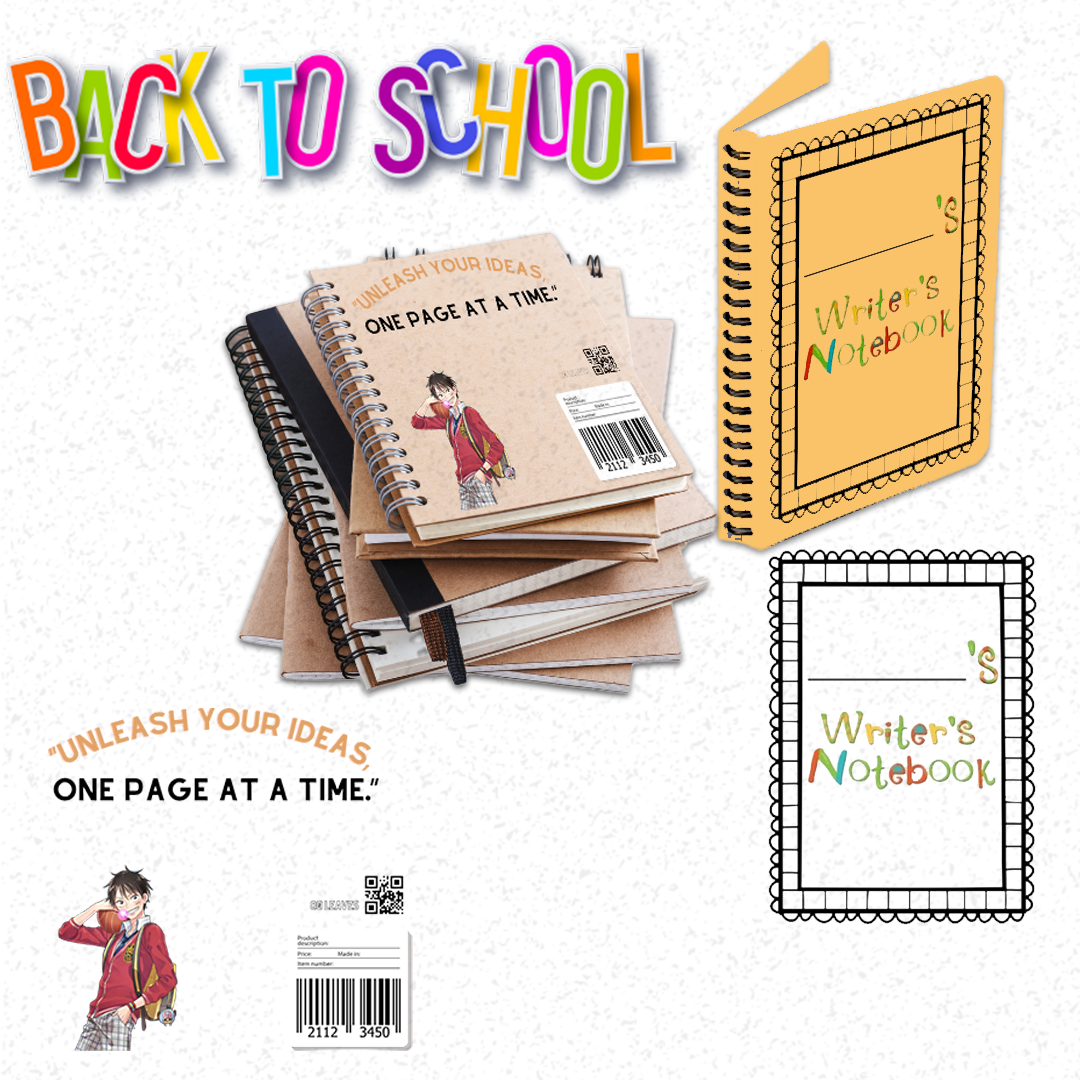 BACK TO SCHOOL
"UNLEASH YOUR IDEAS,
ONE PAGE AT A TIME."
Product
description:
Price: Made in:
Item number:
2112 3450
'S
Writer's
Notebook
'S
Writer's
Notebook
"UNLEASH YOUR IDEAS,
ONE PAGE AT A TIME."
LEAVES
Product
description:
Price: Made in:
Item number:
2112 3450